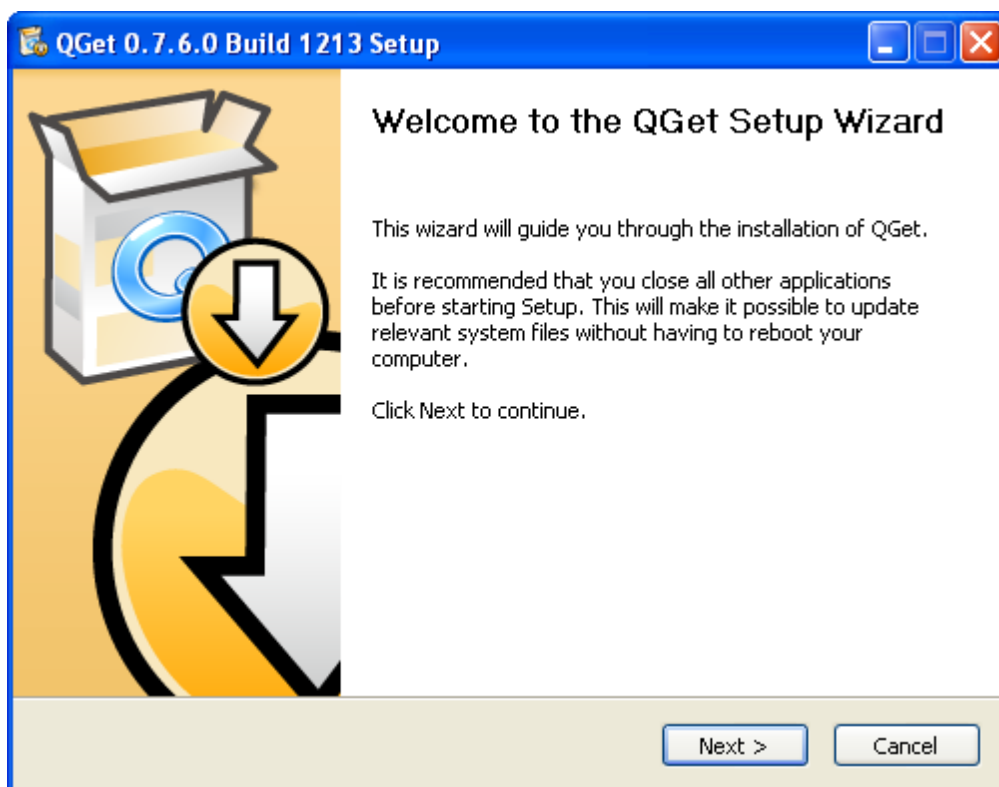 QGet 0.7.6.0 Build 1213 Setup
Welcome to the QGet Setup Wizard
This wizard will guide you through the installation of QGet.
It is recommended that you close all other applications
before starting Setup. This will make it possible to update
relevant system files without having to reboot your
computer.
Click Next to continue.
Q
Next >
Cancel